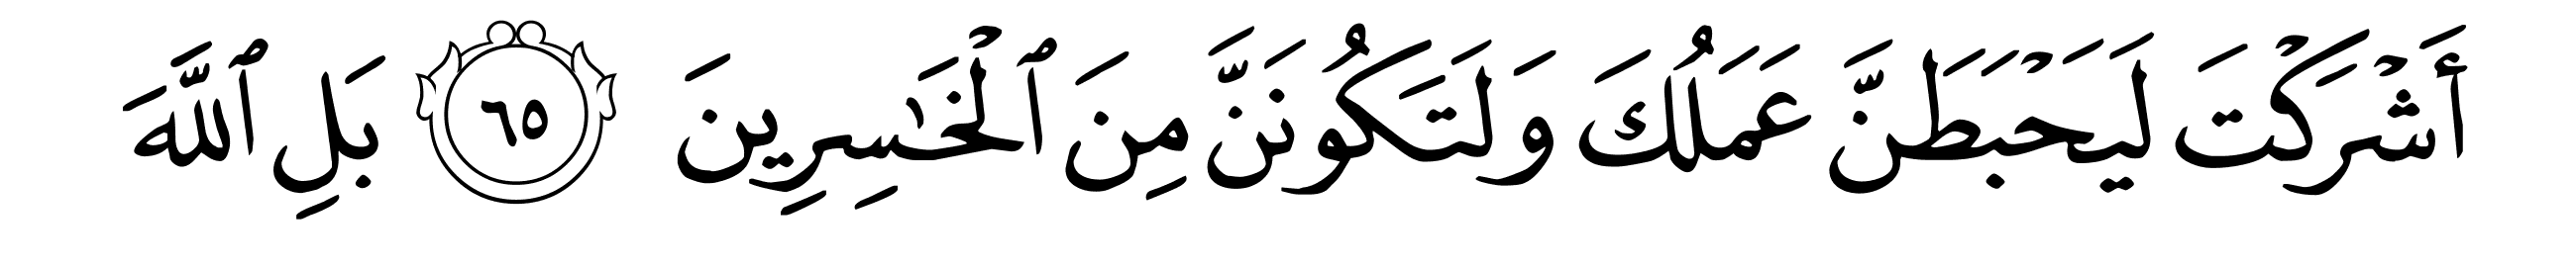 أَشْرَكْتَ لَيَحْبَطَنَّ عَمَلُكَ وَلَتَكُونَنَّ مِنَ ٱلْخَـٰسِرِينَ ٦٥ بَلِ ٱللَّهَ